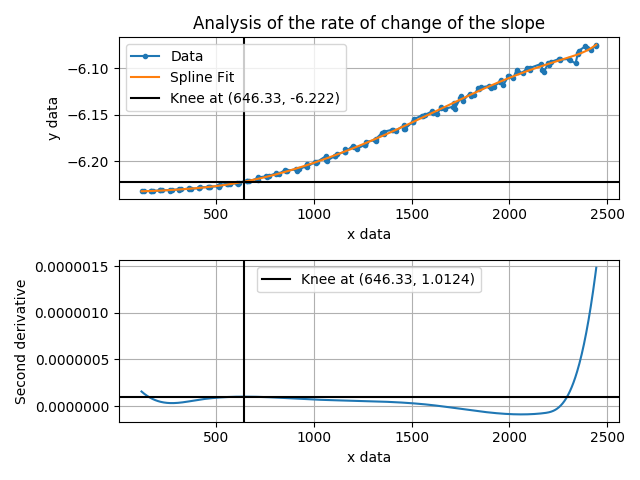 Analysis of the rate of change of the slope
Data
Spline Fit
Knee at (646.33, -6.222)
−6.10
−6.15
−6.20
y data
500 1000 1500 2000 2500
x data
Knee at (646.33, 1.0124)
0.0000015
0.0000010
0.0000005
0.0000000
Second derivative
500 1000 1500 2000 2500
x data